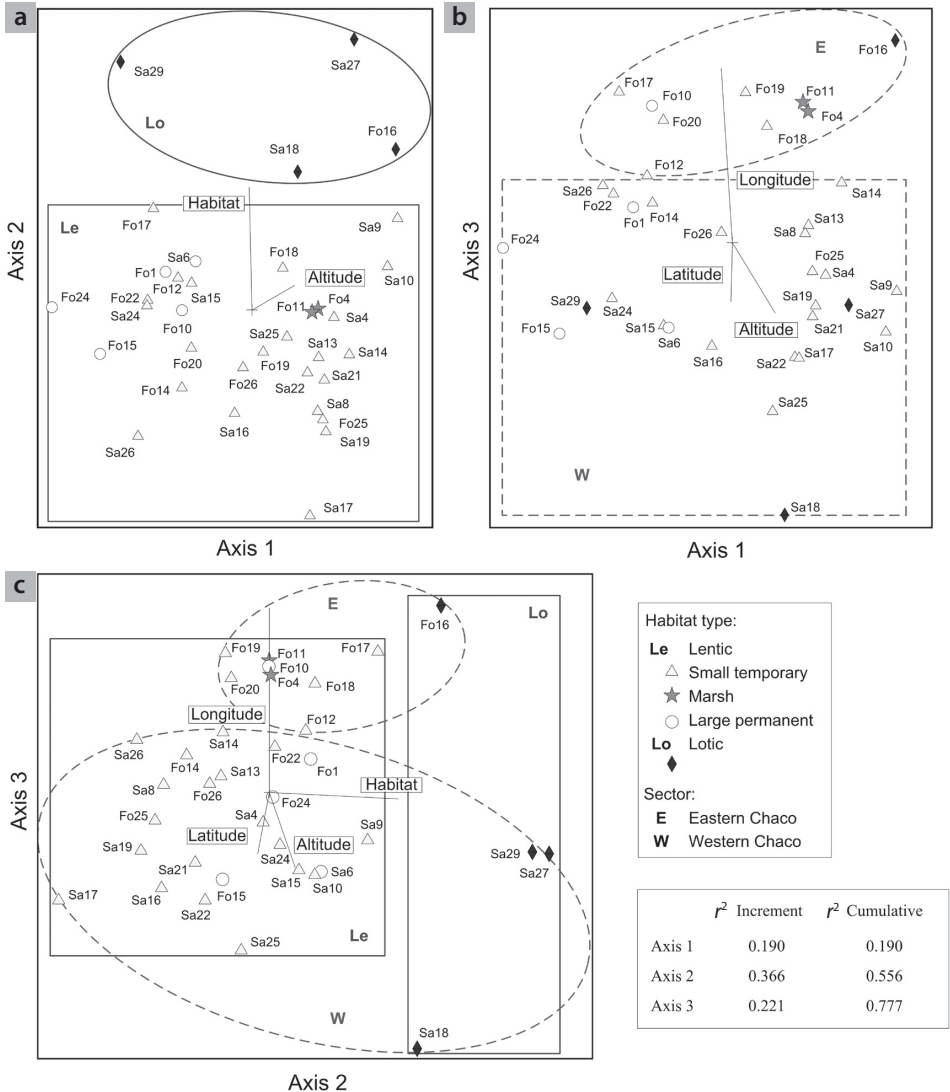 a
Sa29
Sa27
Lo
Fo16
Sa18
Habitat
Le
Fo17
Sa9
Sa6
Fo1
Fo12
Fo18
Sa10
Altitude
Fo24
Fo22
Sa15
Sa24
Fo11
Fo4
Sa4
Fo10
Fo15
Sa25
Fo20
Sa13
Sa14
Fo19
Fo14
Fo26
Sa22
Sa21
Sa8
Sa16
Fo25
Sa19
Sa26
Sa17
Axis 2
Axis 1
b
E
Fo16
Fo17
Fo10
Fo19
Fo11
Fo20
Fo4
Fo18
Fo12
Longitude
Sa26
Sa14
Fo22
Fo1
Fo14
Sa13
Fo24
Fo26
Sa8
Fo25
Latitude
Sa4
Sa29
Sa24
Sa19
Sa9
Sa27
Fo15
Sa15
Sa6
Altitude
Sa21
Sa10
Sa16
Sa22
Sa17
Sa25
W
Sa18
Axis 3
Axis 1
c
E
Lo
Fo16
Fo19
Fo11
Fo10
Fo17
Fo20
Fo4
Fo18
Longitude
Fo12
Sa14
Sa26
Fo14
Fo22
Fo1
Sa13
Sa8
Fo26
Habitat
Fo24
Fo25
Sa4
Latitude
Sa9
Altitude
Sa19
Sa24
Sa29
Sa27
Sa21
Sa15
Sa6
Sa10
Sa17
Sa16
Fo15
Sa22
Sa25
Le
W
Sa18
Axis 3
Axis 2
Habitat type:
Le Lentic
Small temporary
Marsh
Large permanent
Lo Lotic
Sector:
E Eastern Chaco
W Western Chaco
r² Increment r² Cumulative
Axis 1 0.190 0.190
Axis 2 0.366 0.556
Axis 3 0.221 0.777